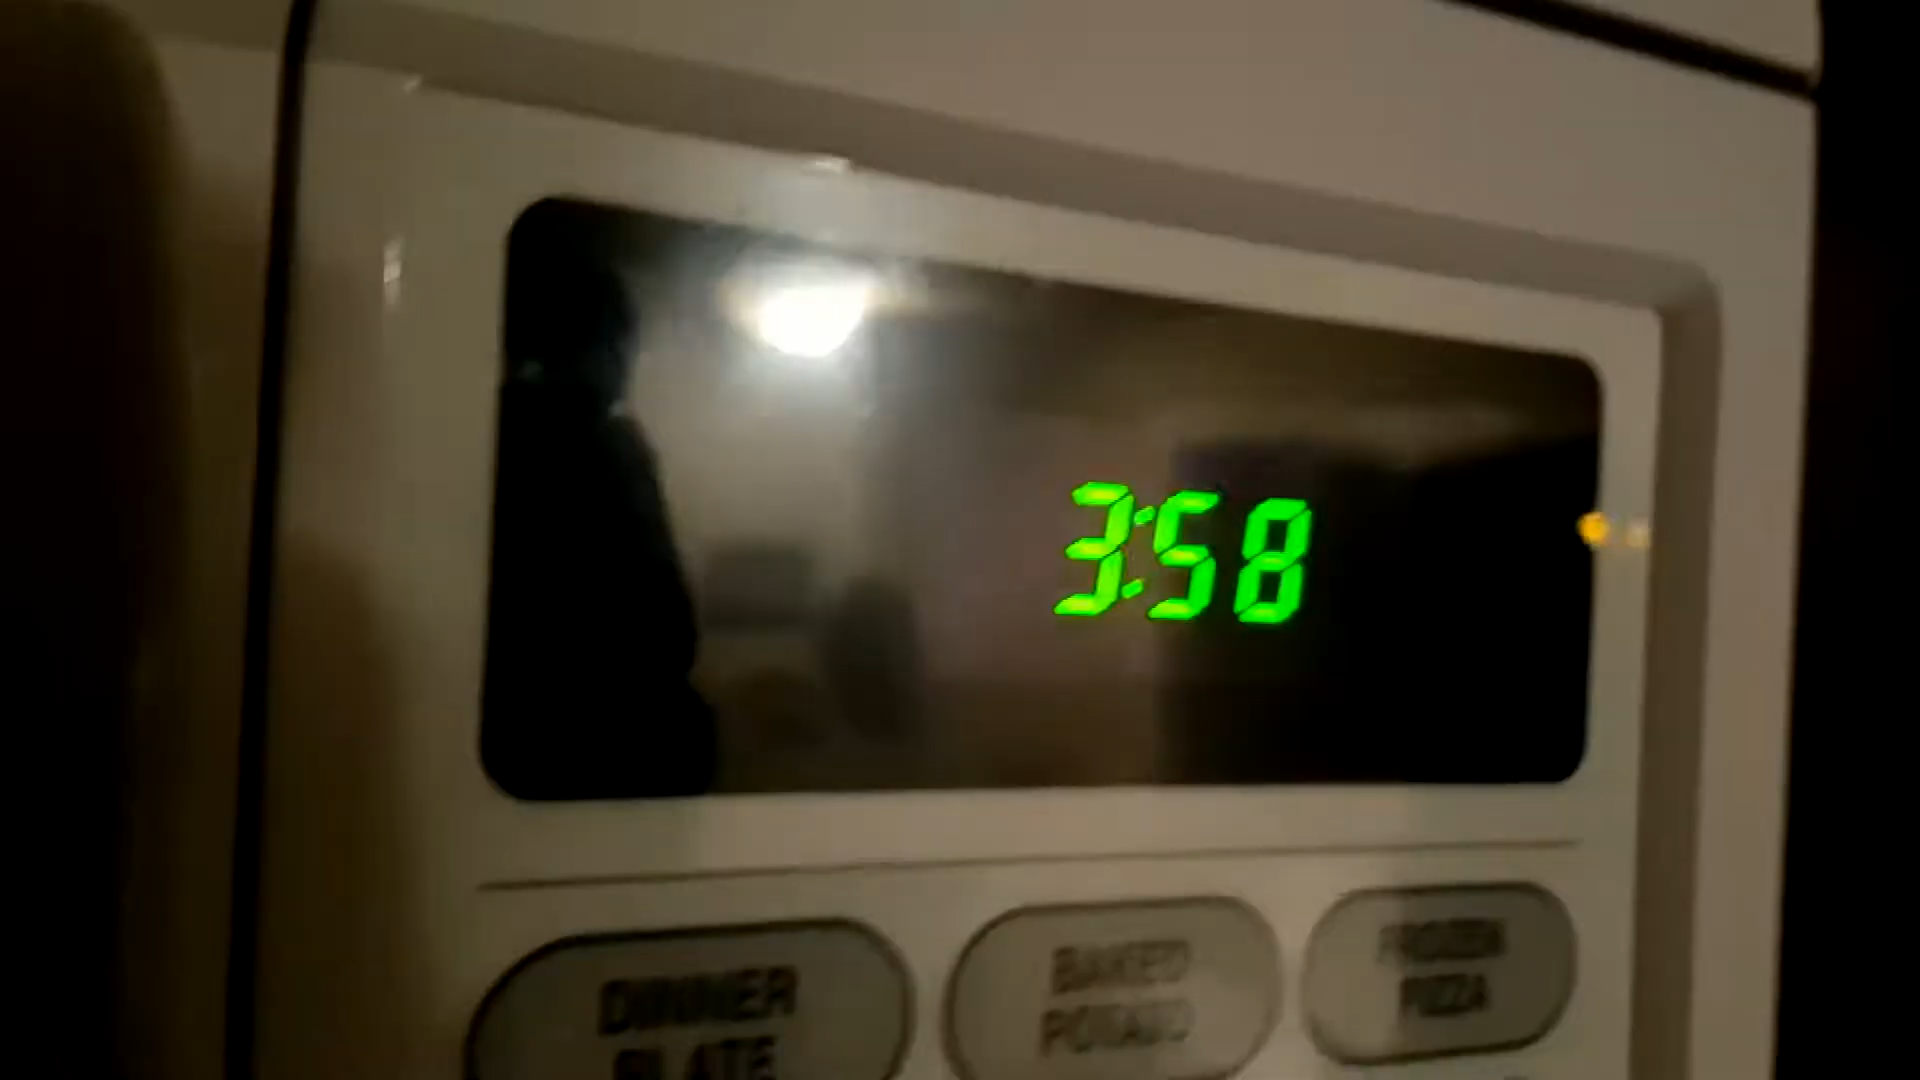 3:58
DINNER
PLATE
BAKED
POTATO
FROZEN
PIZZA